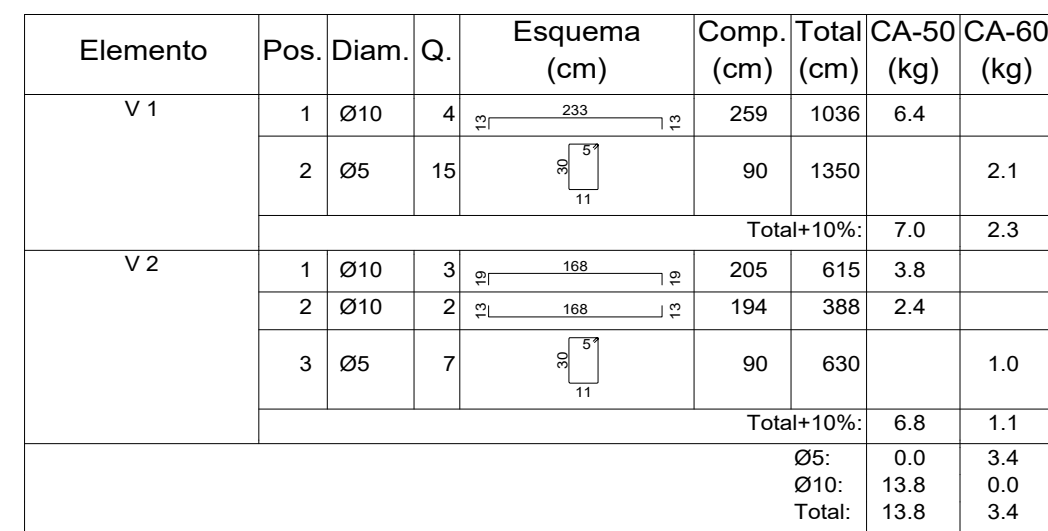 Elemento Pos. Diam. Q. Esquema (cm) Comp. (cm) Total (cm) CA-50 (kg) CA-60 (kg)
V 1 1 Ø10 4 13 233 13 259 1036 6.4
2 Ø5 15 30 5 11 90 1350 2.1
Total+10%: 7.0 2.3
V 2 1 Ø10 3 19 168 19 205 615 3.8
2 Ø10 2 13 168 13 194 388 2.4
3 Ø5 7 30 5 11 90 630 1.0
Total+10%: 6.8 1.1
Ø5: 0.0 3.4
Ø10: 13.8 0.0
Total: 13.8 3.4